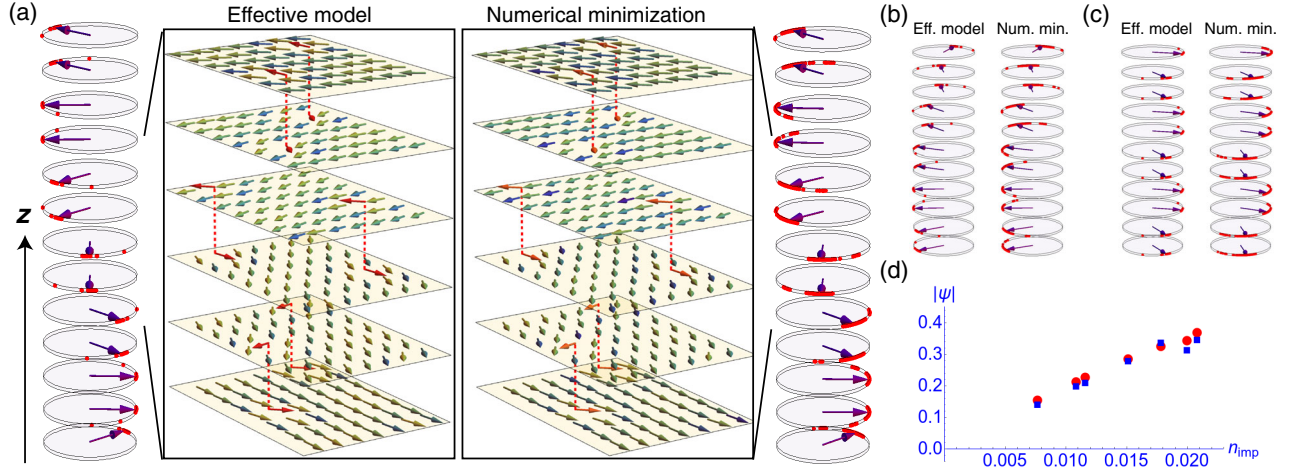 (a)
Effective model
Numerical minimization
z
(b)
Eff. model Num. min.
(c)
Eff. model Num. min.
(d)
|ψ|
0.4
0.3
0.2
0.1
0.0
0.005 0.010 0.015 0.020
n_imp